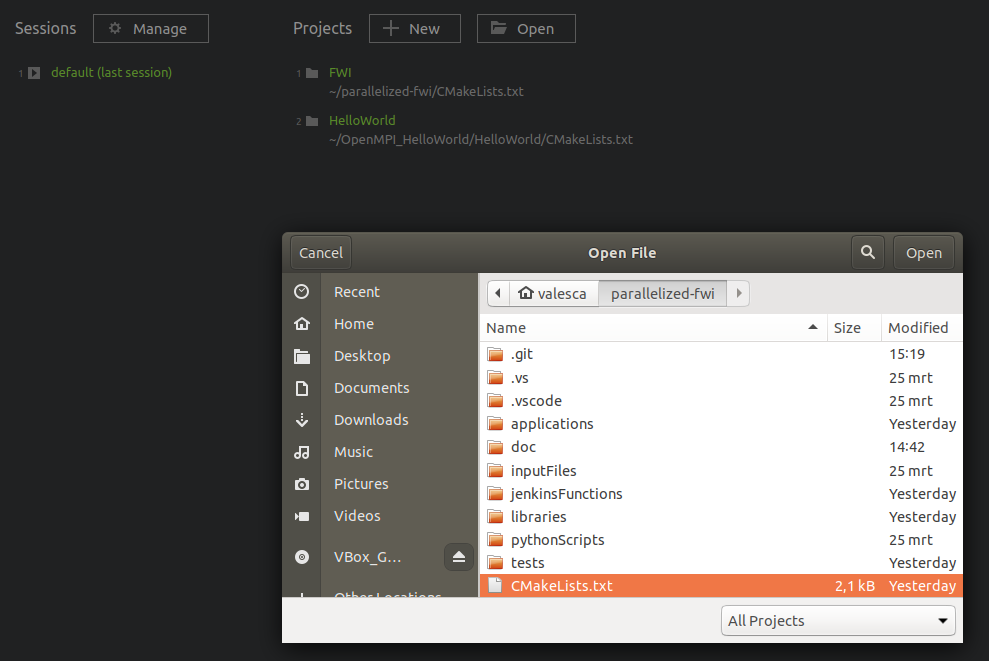 Sessions Manage Projects New Open
1 default (last session)
1 FWI
~/parallelized-fwi/CMakeLists.txt
2 HelloWorld
~/OpenMPI_HelloWorld/HelloWorld/CMakeLists.txt
Cancel Open File Open
Recent
Home
Desktop
Documents
Downloads
Music
Pictures
Videos
VBox_G...
Other Locations
valesca parallelized-fwi
Name Size Modified
.git 15:19
.vs 25 mrt
.vscode 25 mrt
applications Yesterday
doc 14:42
inputFiles 25 mrt
jenkinsFunctions Yesterday
libraries Yesterday
pythonScripts 25 mrt
tests Yesterday
CMakeLists.txt 2,1 kB Yesterday
All Projects